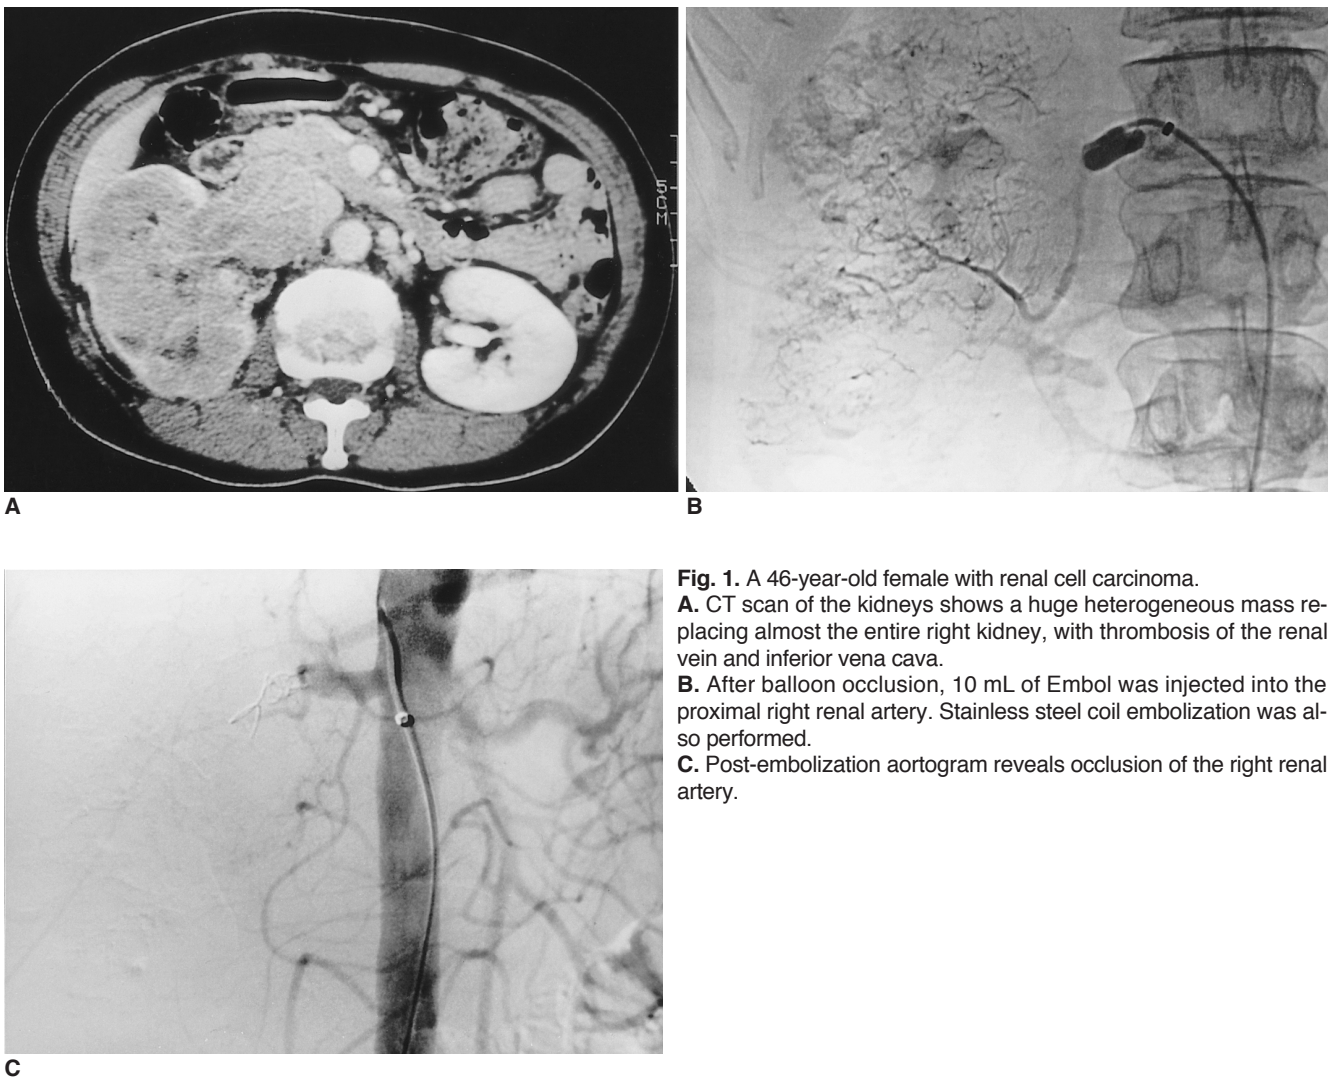 5
C
M
A
B
Fig. 1. A 46-year-old female with renal cell carcinoma.
A. CT scan of the kidneys shows a huge heterogeneous mass re-
placing almost the entire right kidney, with thrombosis of the renal
vein and inferior vena cava.
B. After balloon occlusion, 10 mL of Embol was injected into the
proximal right renal artery. Stainless steel coil embolization was al-
so performed.
C. Post-embolization aortogram reveals occlusion of the right renal
artery.
C